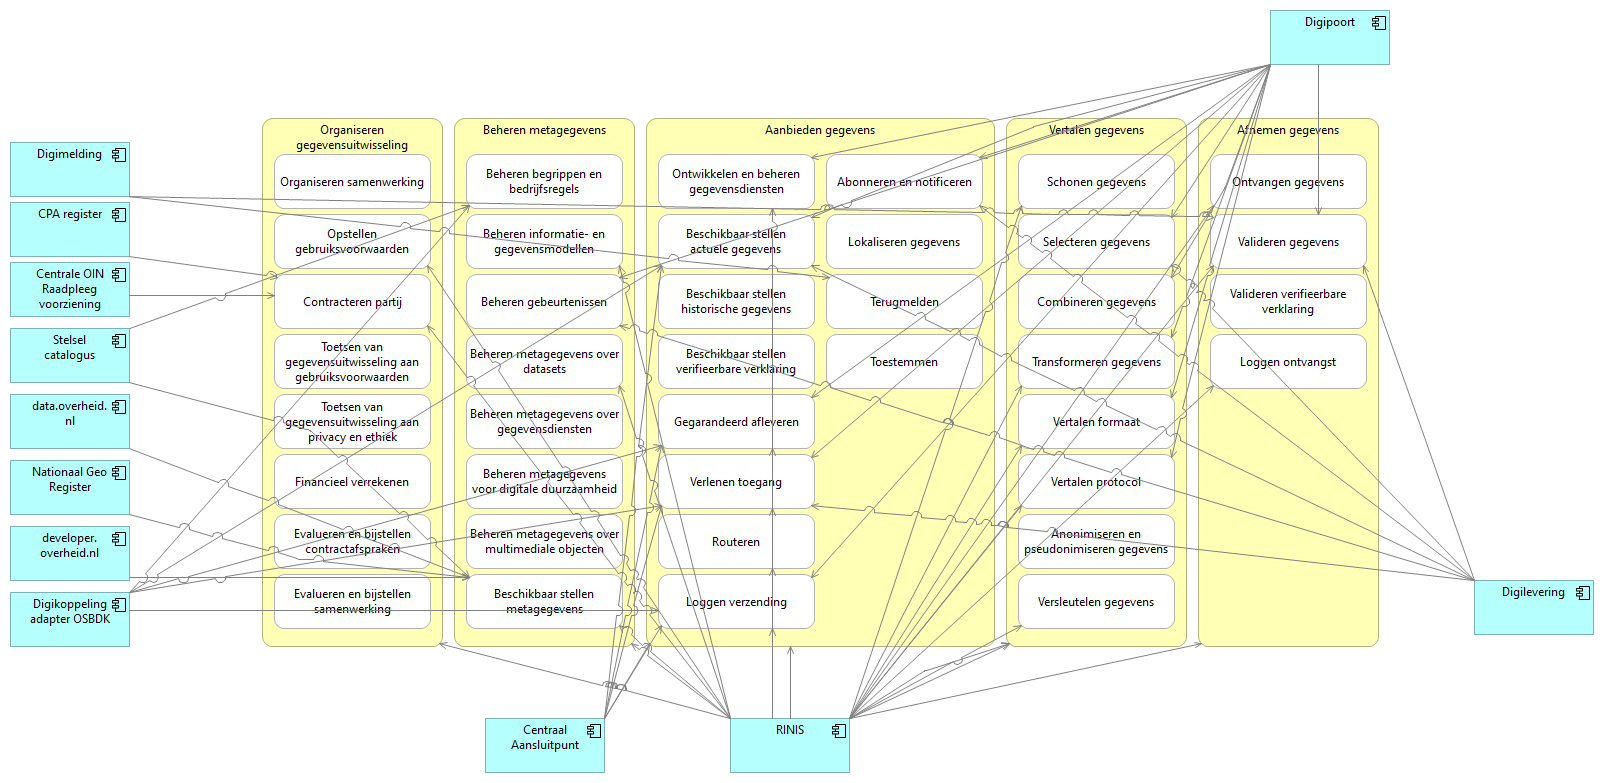 Digipoort
Digimelding
CPA register
Centrale OIN
Raadpleeg
voorziening
Stelsel
catalogus
data.overheid.
nl
Nationaal Geo
Register
developer.
overheid.nl
Digikoppeling
adapter OSBDK
Organiseren
gegevensuitwisseling
Organiseren samenwerking
Opstellen
gebruiksvoorwaarden
Contracteren partij
Toetsen van
gegevensuitwisseling aan
gebruiksvoorwaarden
Toetsen van
gegevensuitwisseling aan
privacy en ethiek
Financieel verrekenen
Evalueren en bijstellen
contractafspraken
Evalueren en bijstellen
samenwerking
Beheren metagegevens
Beheren begrippen en
bedrijfsregels
Beheren informatie- en
gegevensmodellen
Beheren gebeurtenissen
Beheren metagegevens over
datasets
Beheren metagegevens over
gegevensdiensten
Beheren metagegevens
voor digitale duurzaamheid
Beheren metagegevens over
multimediale objecten
Beschikbaar stellen
metagegevens
Aanbieden gegevens
Ontwikkelen en beheren
gegevensdiensten
Beschikbaar stellen
actuele gegevens
Beschikbaar stellen
historische gegevens
Beschikbaar stellen
verifieerbare verklaring
Gegarandeerd afleveren
Verlenen toegang
Routeren
Loggen verzending
Abonneren en notificeren
Lokaliseren gegevens
Terugmelden
Toestemmen
Vertalen gegevens
Schonen gegevens
Selecteren gegevens
Combineren gegevens
Transformeren gegevens
Vertalen formaat
Vertalen protocol
Anonimiseren en
pseudonimiseren gegevens
Versleutelen gegevens
Afnemen gegevens
Ontvangen gegevens
Valideren gegevens
Valideren verifieerbare
verklaring
Loggen ontvangst
Digilevering
Centraal
Aansluitpunt
RINIS